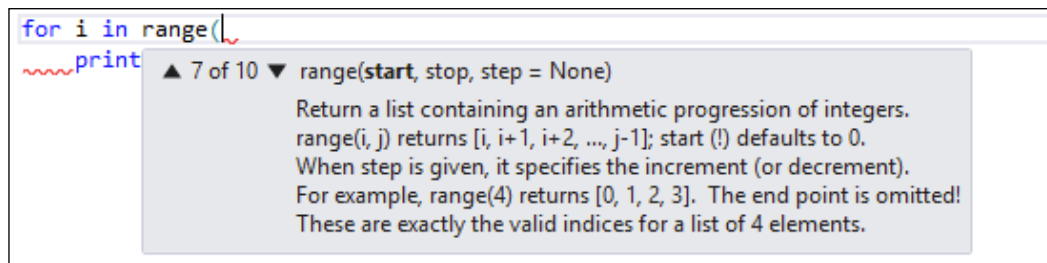 for i in range(
print
▲ 7 of 10 ▼ range(start, stop, step = None)
Return a list containing an arithmetic progression of integers.
range(i, j) returns [i, i+1, i+2, ..., j-1]; start (!) defaults to 0.
When step is given, it specifies the increment (or decrement).
For example, range(4) returns [0, 1, 2, 3].  The end point is omitted!
These are exactly the valid indices for a list of 4 elements.